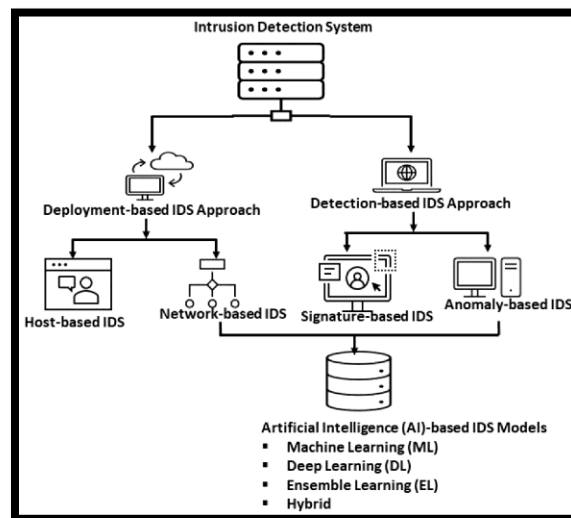 Intrusion Detection System
Deployment-based IDS Approach
Detection-based IDS Approach
Host-based IDS
Network-based IDS
Signature-based IDS
Anomaly-based IDS
Artificial Intelligence (AI)-based IDS Models
▪ Machine Learning (ML)
▪ Deep Learning (DL)
▪ Ensemble Learning (EL)
▪ Hybrid